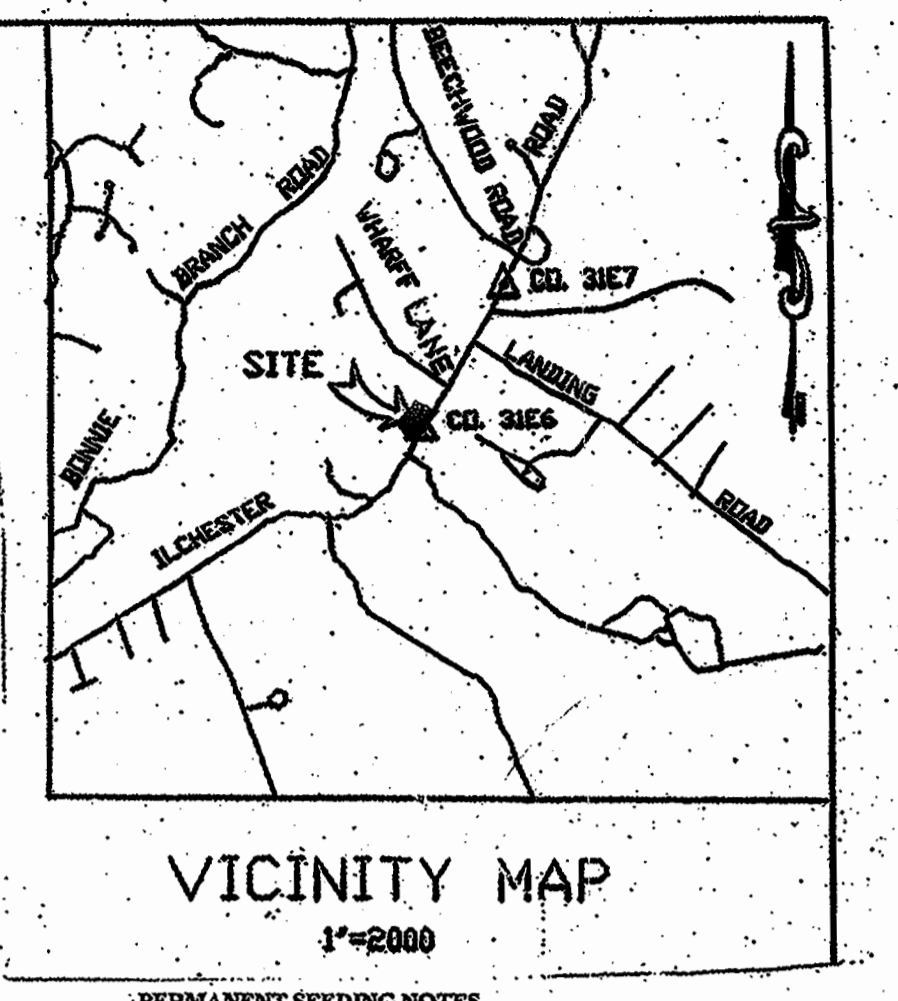 BEECHWOOD ROAD
ROAD
BRANCH ROAD
WHARFF LANE
CO. 31E7
LANDING
SITE
CO. 31E6
BONNIE
ILCHESTER
ROAD
VICINITY MAP
1"=2000
PERMANENT SEEDING NOTES